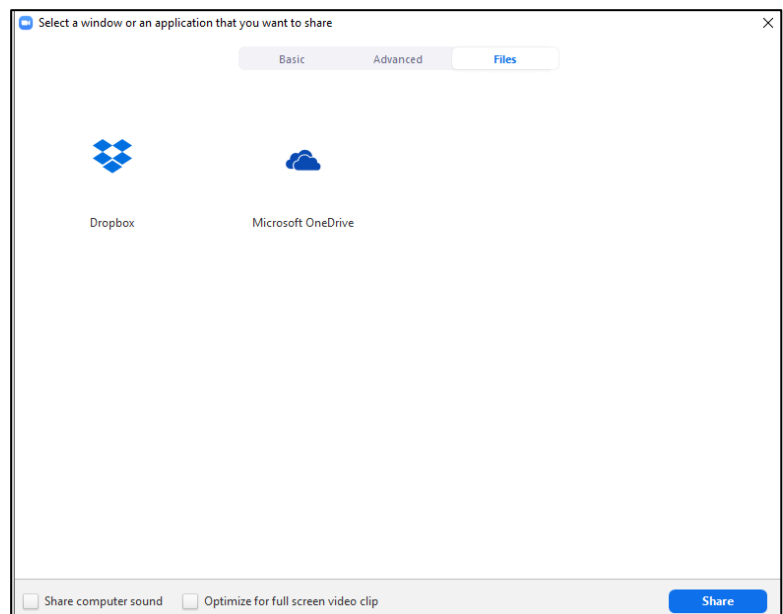 Select a window or an application that you want to share
Basic Advanced Files
Dropbox Microsoft OneDrive
Share computer sound Optimize for full screen video clip Share